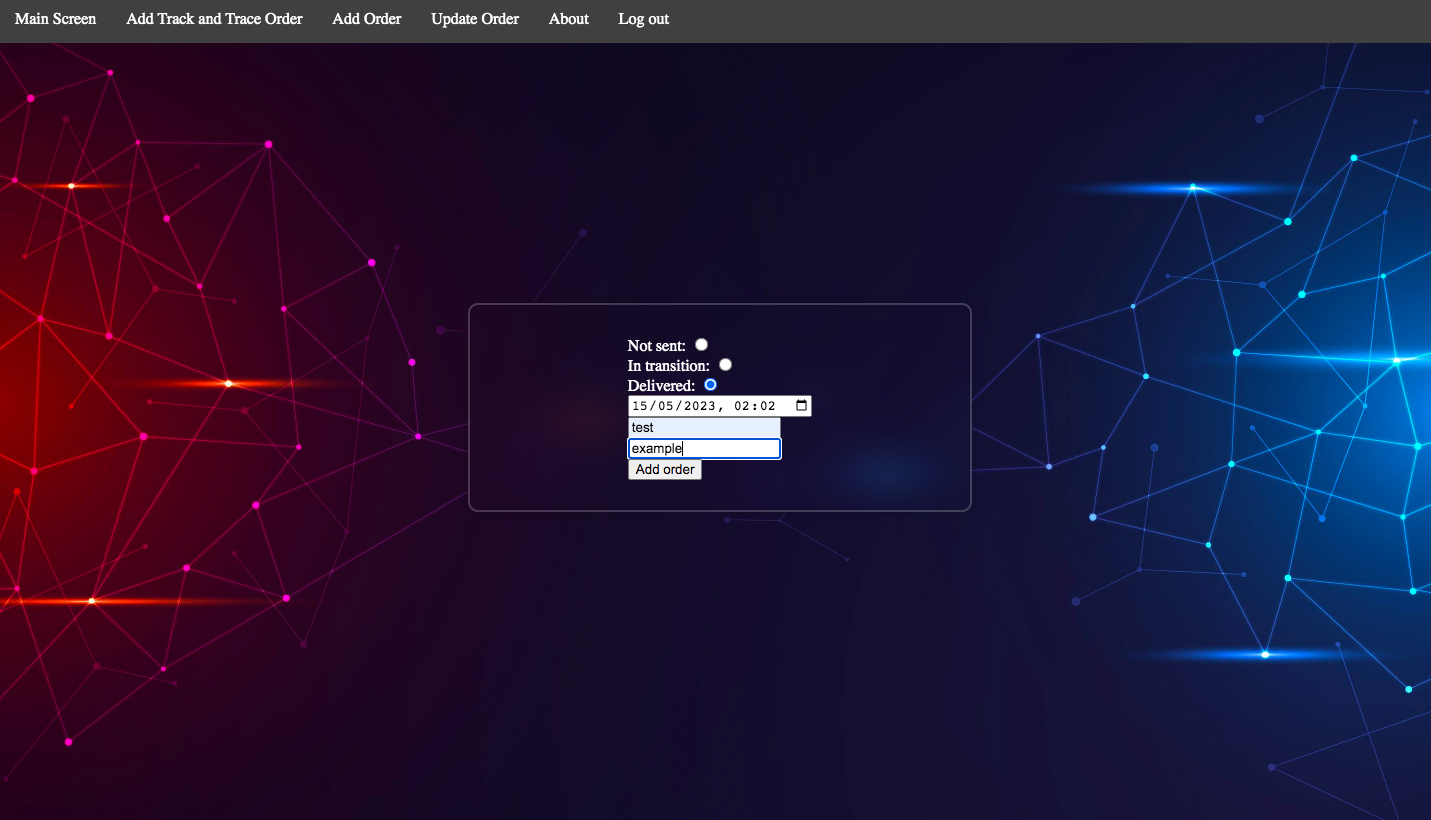 Main Screen Add Track and Trace Order Add Order Update Order About Log out
Not sent:
In transition:
Delivered:
15/05/2023, 02:02
test
example
Add order